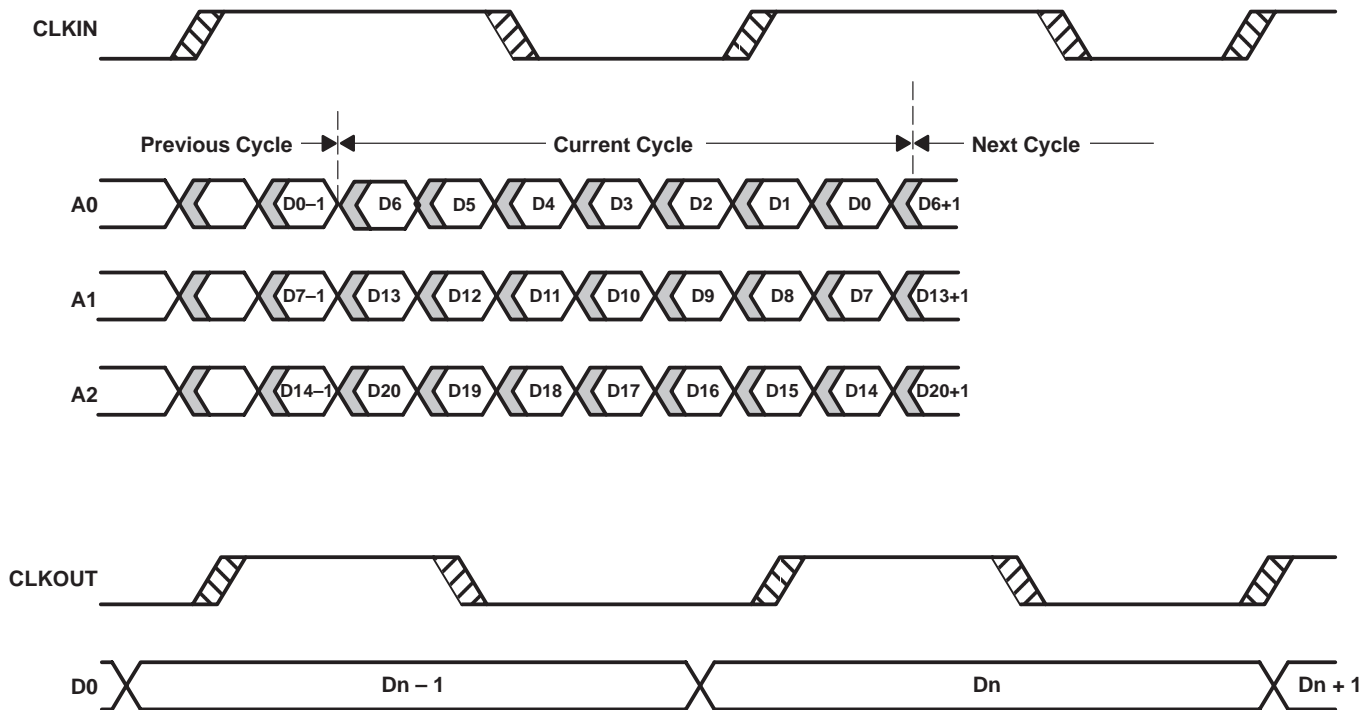 CLKIN
Previous Cycle Current Cycle Next Cycle
A0 D0–1 D6 D5 D4 D3 D2 D1 D0 D6+1
A1 D7–1 D13 D12 D11 D10 D9 D8 D7 D13+1
A2 D14–1 D20 D19 D18 D17 D16 D15 D14 D20+1
CLKOUT
D0 Dn – 1 Dn Dn + 1